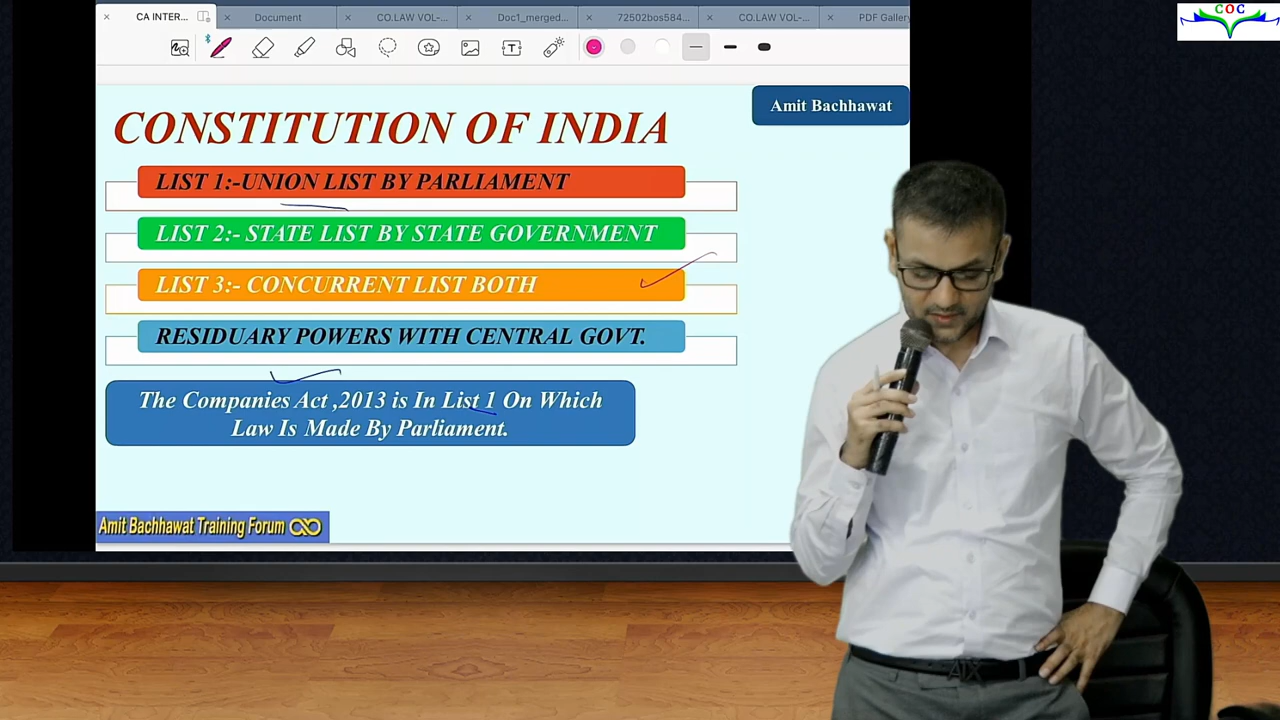 CA INTER...
Document
CO.LAW VOL-...
Doc1_merged...
72502bos584...
CO.LAW VOL-...
PDF Gallery
COC
Amit Bachhawat
CONSTITUTION OF INDIA
LIST 1:-UNION LIST BY PARLIAMENT
LIST 2:- STATE LIST BY STATE GOVERNMENT
LIST 3:- CONCURRENT LIST BOTH
RESIDUARY POWERS WITH CENTRAL GOVT.
The Companies Act ,2013 is In List 1 On Which
Law Is Made By Parliament.
Amit Bachhawat Training Forum
AIX